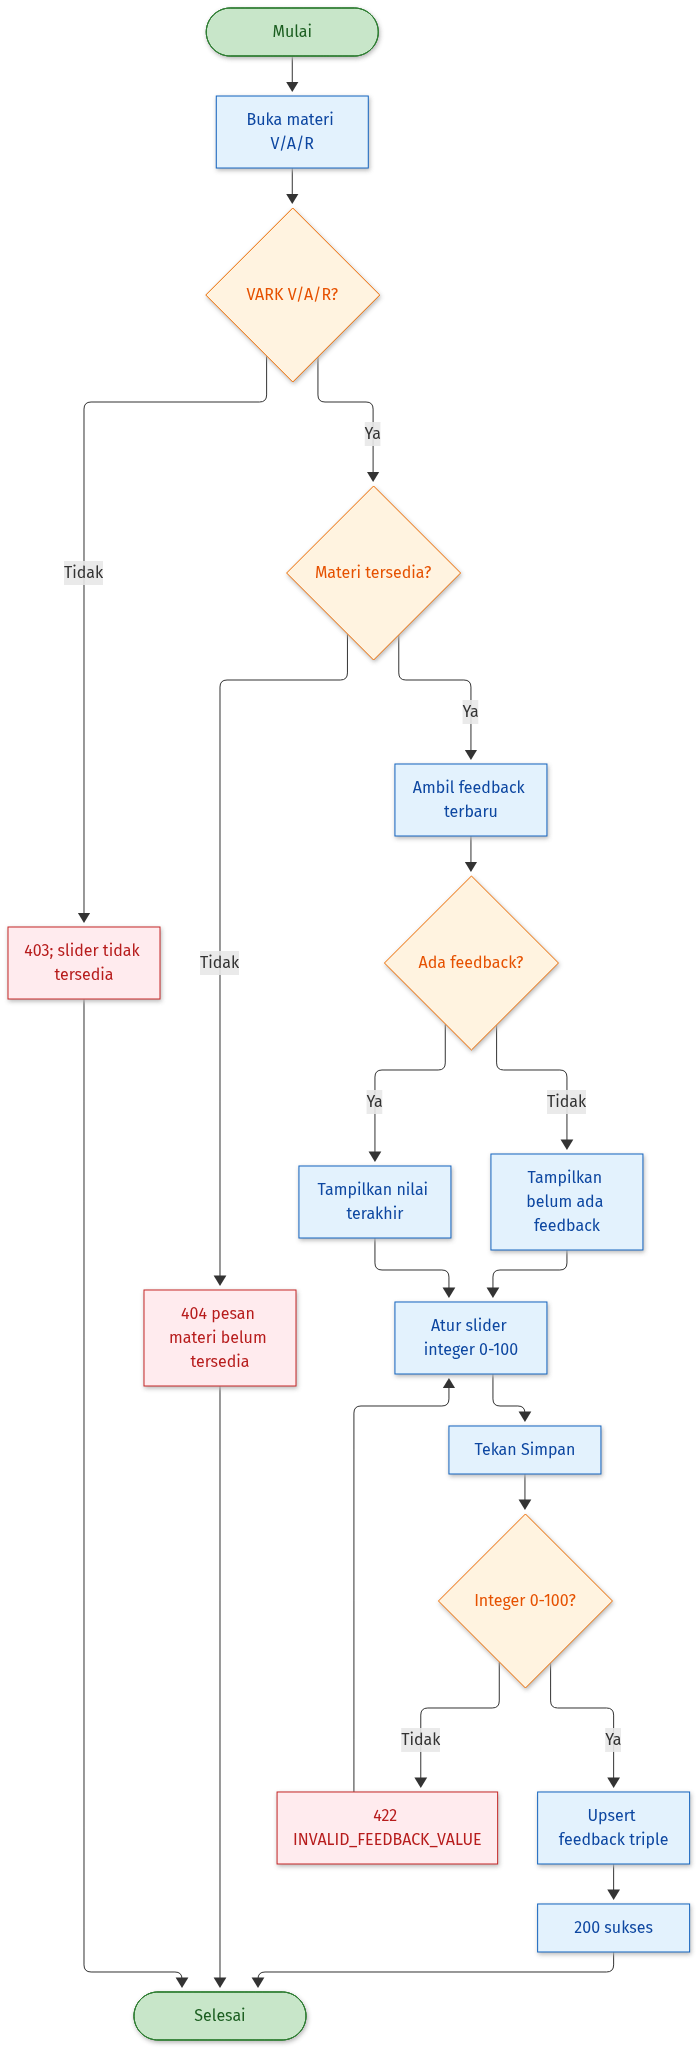 Mulai
Buka materi
V/A/R
VARK V/A/R?
Ya
Tidak
Materi tersedia?
Ya
Ambil feedback
terbaru
403; slider tidak
tersedia
Tidak
Ada feedback?
Ya
Tidak
Tampilkan nilai
terakhir
Tampilkan
belum ada
feedback
404 pesan
materi belum
tersedia
Atur slider
integer 0-100
Tekan Simpan
Integer 0-100?
Tidak
Ya
422
INVALID_FEEDBACK_VALUE
Upsert
feedback triple
200 sukses
Selesai